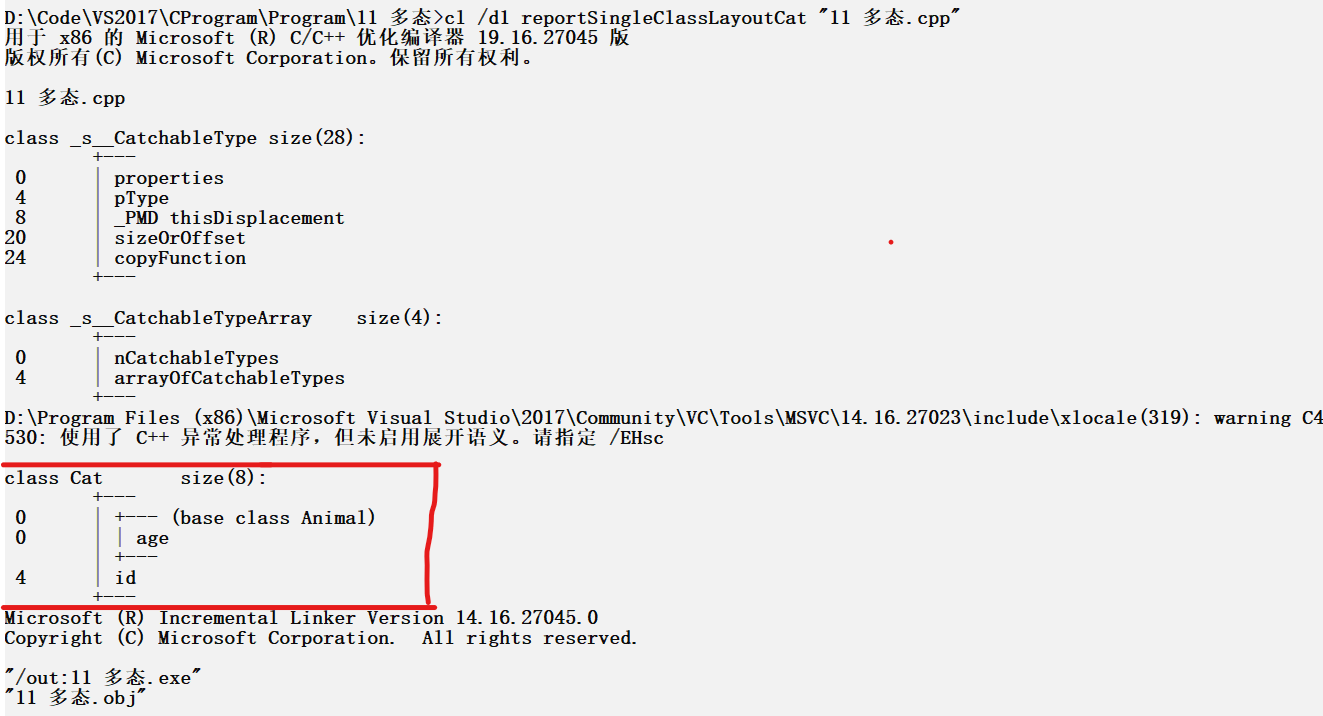 D:\Code\VS2017\CProgram\Program\11 多态>cl /d1 reportSingleClassLayoutCat "11 多态.cpp"
用于 x86 的 Microsoft (R) C/C++ 优化编译器 19.16.27045 版
版权所有(C) Microsoft Corporation。保留所有权利。
11 多态.cpp
class _s__CatchableType size(28):
+---
0 | properties
4 | pType
8 | _PMD thisDisplacement
20 | sizeOrOffset
24 | copyFunction
+---
class _s__CatchableTypeArray size(4):
+---
0 | nCatchableTypes
4 | arrayOfCatchableTypes
+---
D:\Program Files (x86)\Microsoft Visual Studio\2017\Community\VC\Tools\MSVC\14.16.27023\include\xlocale(319): warning C4
530: 使用了 C++ 异常处理程序，但未启用展开语义。请指定 /EHsc
class Cat size(8):
+---
0 | +--- (base class Animal)
0 | | age
| +---
4 | id
+---
Microsoft (R) Incremental Linker Version 14.16.27045.0
Copyright (C) Microsoft Corporation. All rights reserved.
"/out:11 多态.exe"
"11 多态.obj"